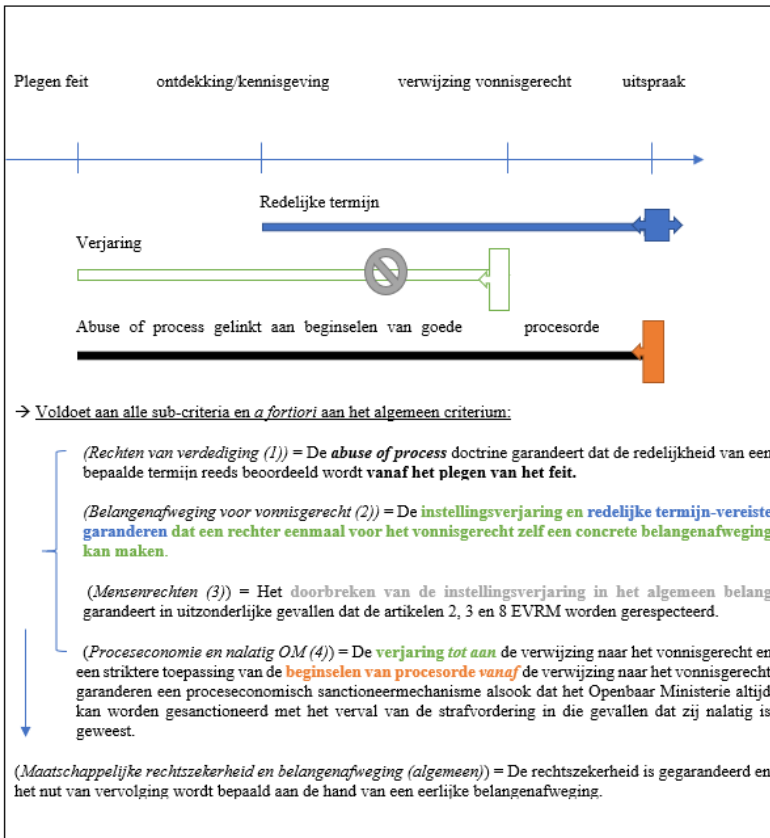 Plegen feit ontdekking/kennisgeving verwijzing vonnisgerecht uitspraak
Redelijke termijn
Verjaring
Abuse of process gelinkt aan beginselen van goede procesorde
→ Voldoet aan alle sub-criteria en a fortiori aan het algemeen criterium:
(Rechten van verdediging (1)) = De abuse of process doctrine garandeert dat de redelijkheid van een
bepaalde termijn reeds beoordeeld wordt vanaf het plegen van het feit.
(Belangenafweging voor vonnisgerecht (2)) = De instellingsverjaring en redelijke termijn-vereiste
garanderen dat een rechter eenmaal voor het vonnisgerecht zelf een concrete belangenafweging
kan maken.
(Mensenrechten (3)) = Het doorbreken van de instellingsverjaring in het algemeen belang
garandeert in uitzonderlijke gevallen dat de artikelen 2, 3 en 8 EVRM worden gerespecteerd.
(Proceseconomie en nalatig OM (4)) = De verjaring tot aan de verwijzing naar het vonnisgerecht en
een striktere toepassing van de beginselen van procesorde vanaf de verwijzing naar het vonnisgerecht
garanderen een proceseconomisch sanctioneermechanisme alsook dat het Openbaar Ministerie altijd
kan worden gesanctioneerd met het verval van de strafvordering in die gevallen dat zij nalatig is
geweest.
(Maatschappelijke rechtszekerheid en belangenafweging (algemeen)) = De rechtszekerheid is gegarandeerd en
het nut van vervolging wordt bepaald aan de hand van een eerlijke belangenafweging.